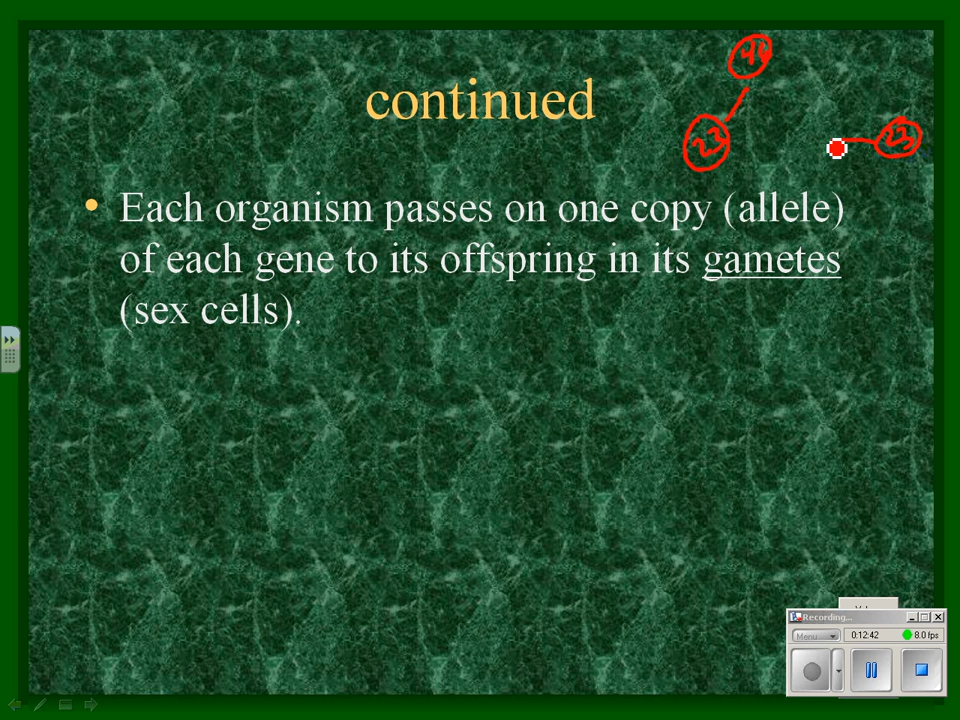 continued
• Each organism passes on one copy (allele)
of each gene to its offspring in its gametes
(sex cells).
23
23
Recording...
Menu
0:12:42
8.0 fps